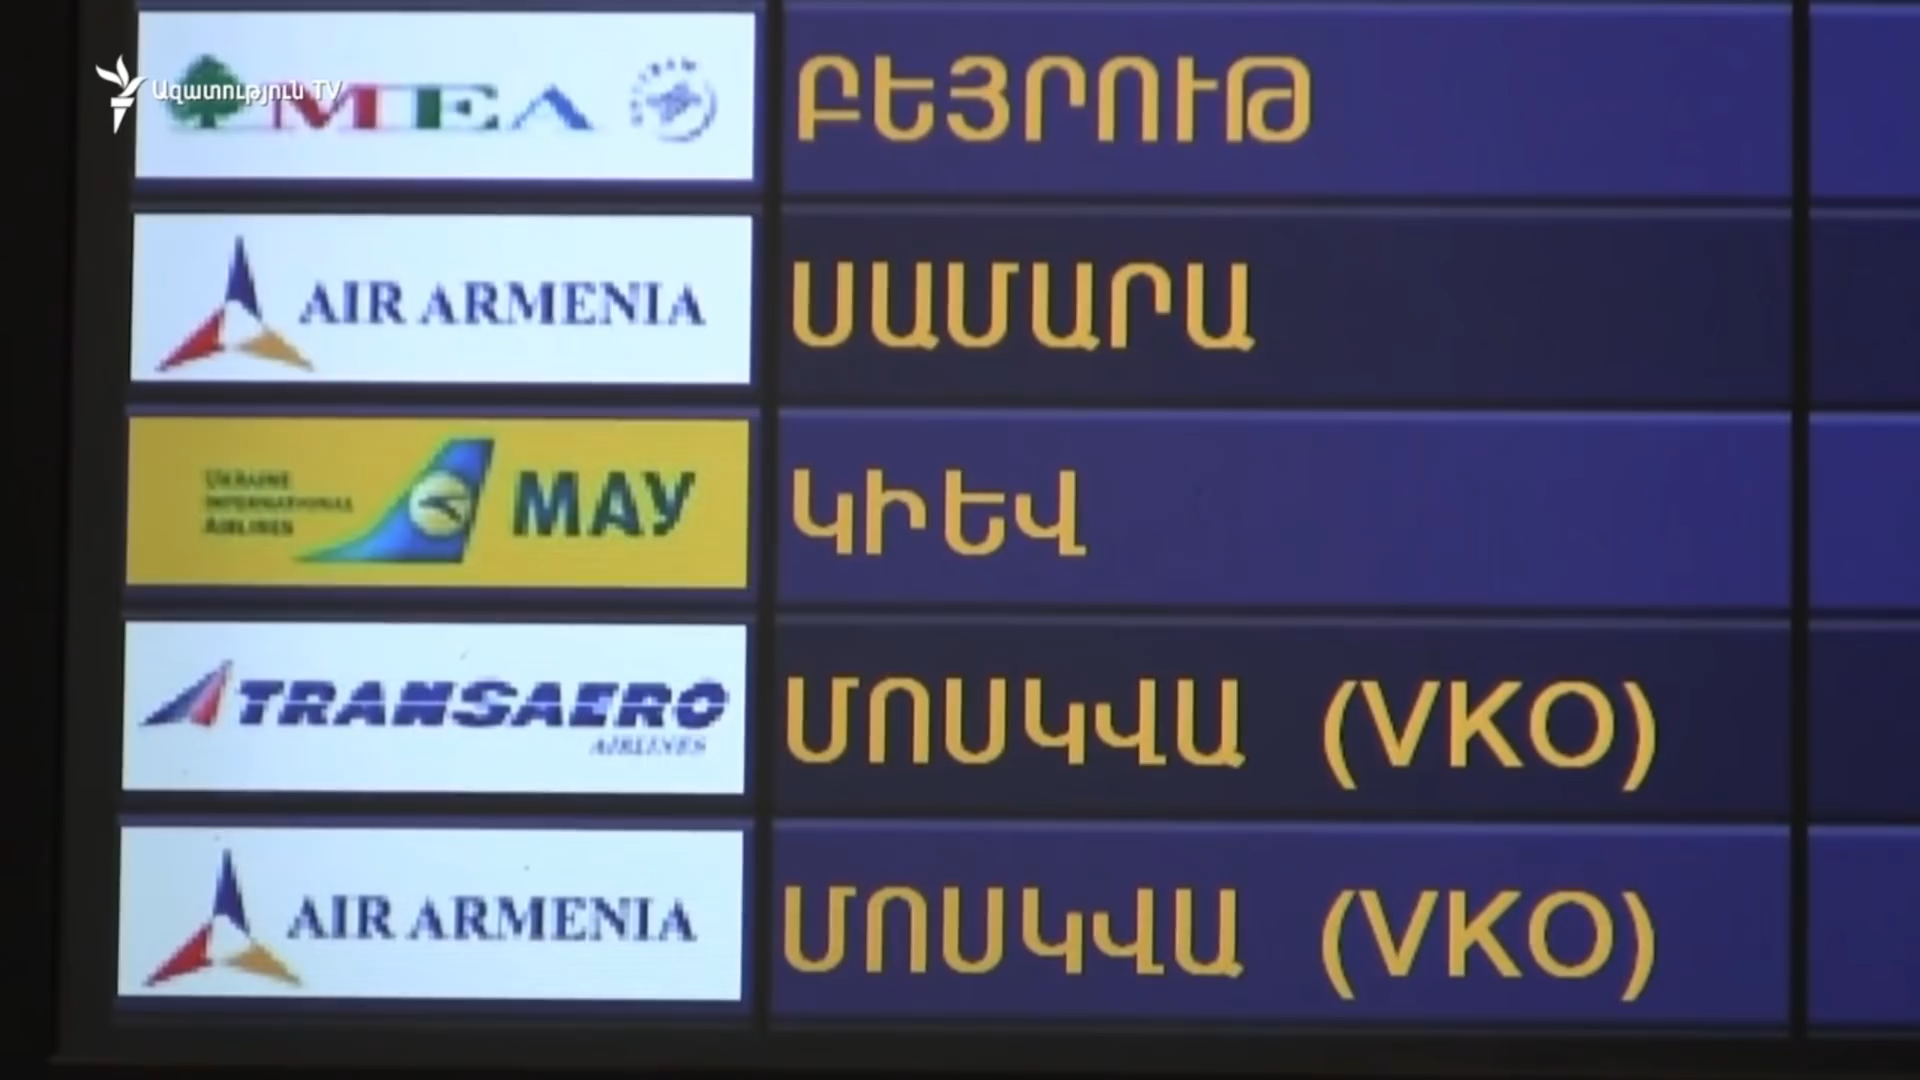 Ազատություն TV
MEA
ԲԵՅՐՈՒԹ
AIR ARMENIA
ՍԱՄԱՐԱ
UKRAINE
INTERNATIONAL
AIRLINES
МАУ
ԿԻԵՎ
TRANSAERO
AIRLINES
ՄՈՍԿՎԱ (VKO)
AIR ARMENIA
ՄՈՍԿՎԱ (VKO)